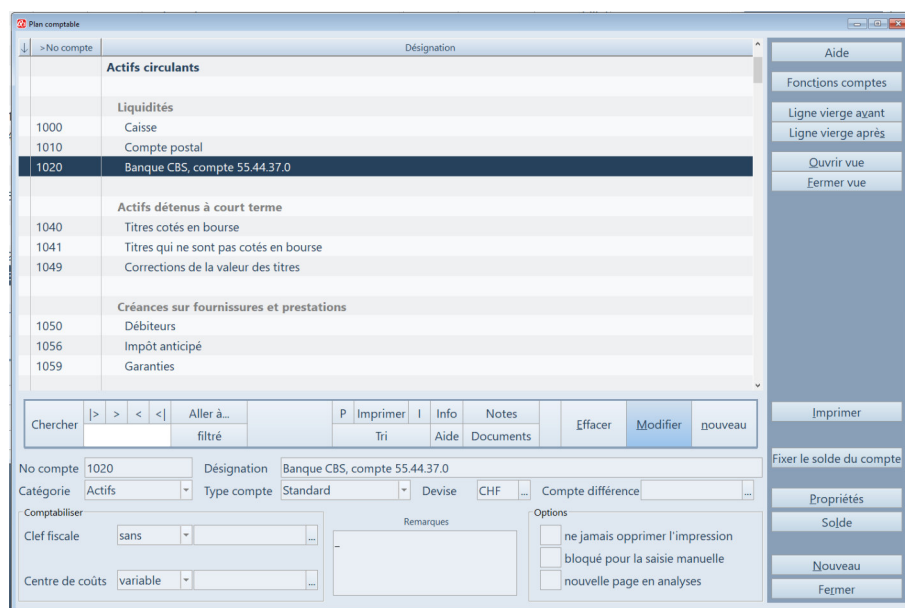 Plan comptable
>No compte Désignation
Actifs circulants
Liquidités
1000 Caisse
1010 Compte postal
1020 Banque CBS, compte 55.44.37.0
Actifs détenus à court terme
1040 Titres cotés en bourse
1041 Titres qui ne sont pas cotés en bourse
1049 Corrections de la valeur des titres
Créances sur fournissures et prestations
1050 Débiteurs
1056 Impôt anticipé
1059 Garanties
Aide
Fonctions comptes
Ligne vierge avant
Ligne vierge après
Ouvrir vue
Fermer vue
Imprimer
Fixer le solde du compte
Propriétés
Solde
Nouveau
Fermer
Chercher |> > < <| Aller à... P Imprimer I Info Notes Effacer Modifier nouveau
filtré Tri Aide Documents
No compte 1020 Désignation Banque CBS, compte 55.44.37.0
Catégorie Actifs Type compte Standard Devise CHF ... Compte différence ...
Comptabiliser Remarques Options
Clef fiscale sans ... – ne jamais opprimer l'impression
bloqué pour la saisie manuelle
Centre de coûts variable ... nouvelle page en analyses